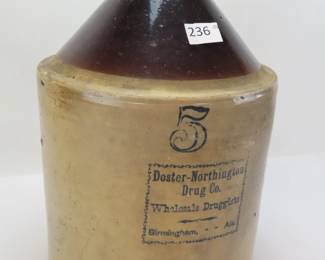 236
5
Doster-Northington
Drug Co.
Wholesale Druggists
Birmingham, - - Ala.